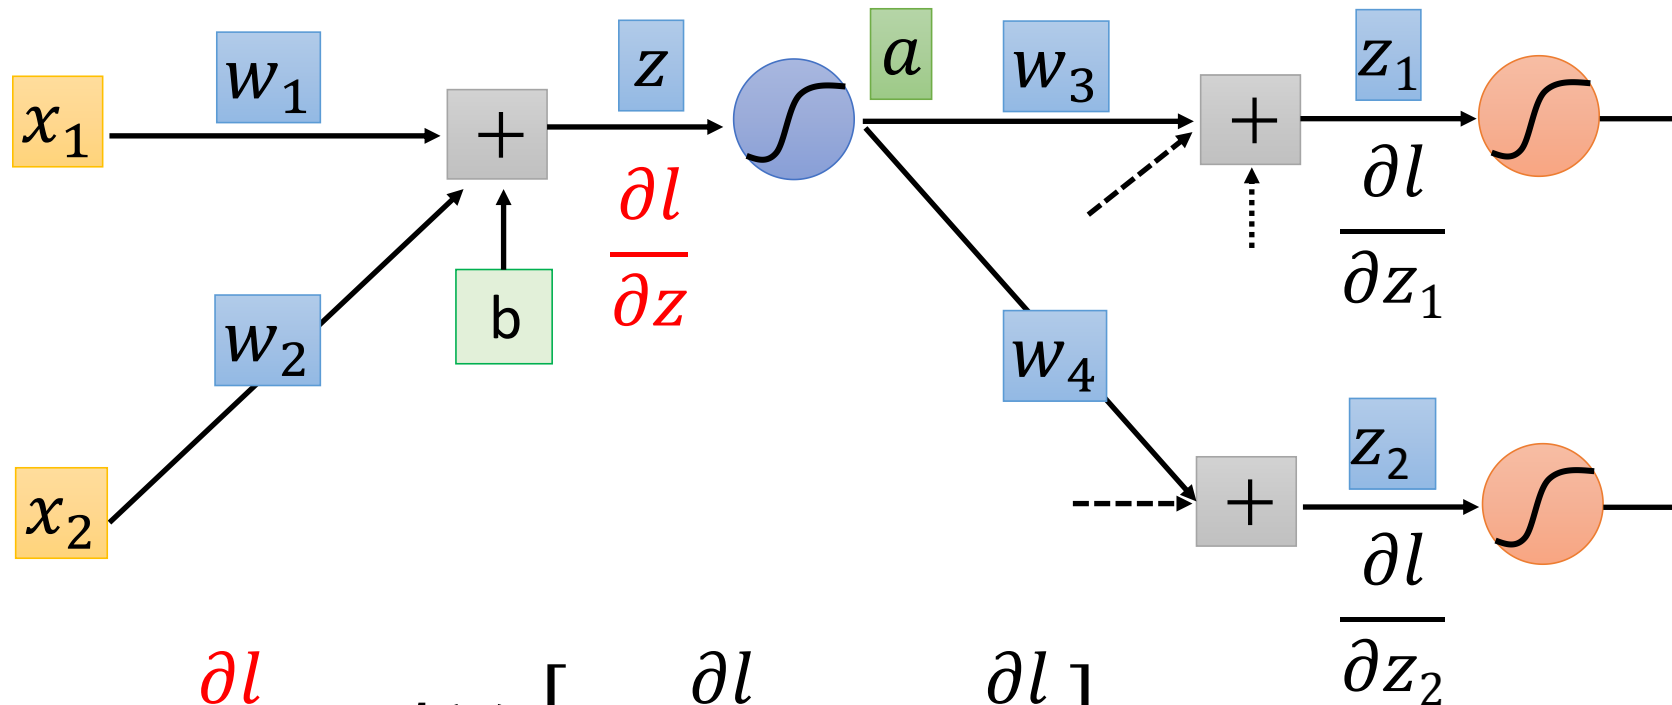 x₁ w₁ + z a w₃ + z₁
∂l/∂z
∂l/∂z₁
w₂ b w₄
x₂ + z₂
∂l/∂z₂
∂l [ ∂l ∂l ]